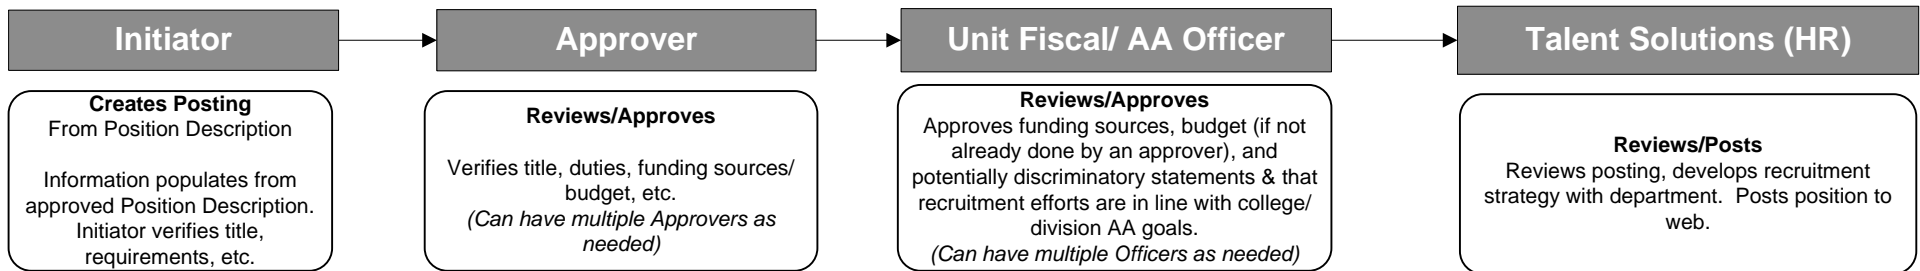 Initiator
Approver
Unit Fiscal/ AA Officer
Talent Solutions (HR)
Creates Posting
From Position Description
Information populates from
approved Position Description.
Initiator verifies title,
requirements, etc.
Reviews/Approves
Verifies title, duties, funding sources/
budget, etc.
(Can have multiple Approvers as
needed)
Reviews/Approves
Approves funding sources, budget (if not
already done by an approver), and
potentially discriminatory statements & that
recruitment efforts are in line with college/
division AA goals.
(Can have multiple Officers as needed)
Reviews/Posts
Reviews posting, develops recruitment
strategy with department.  Posts position to
web.